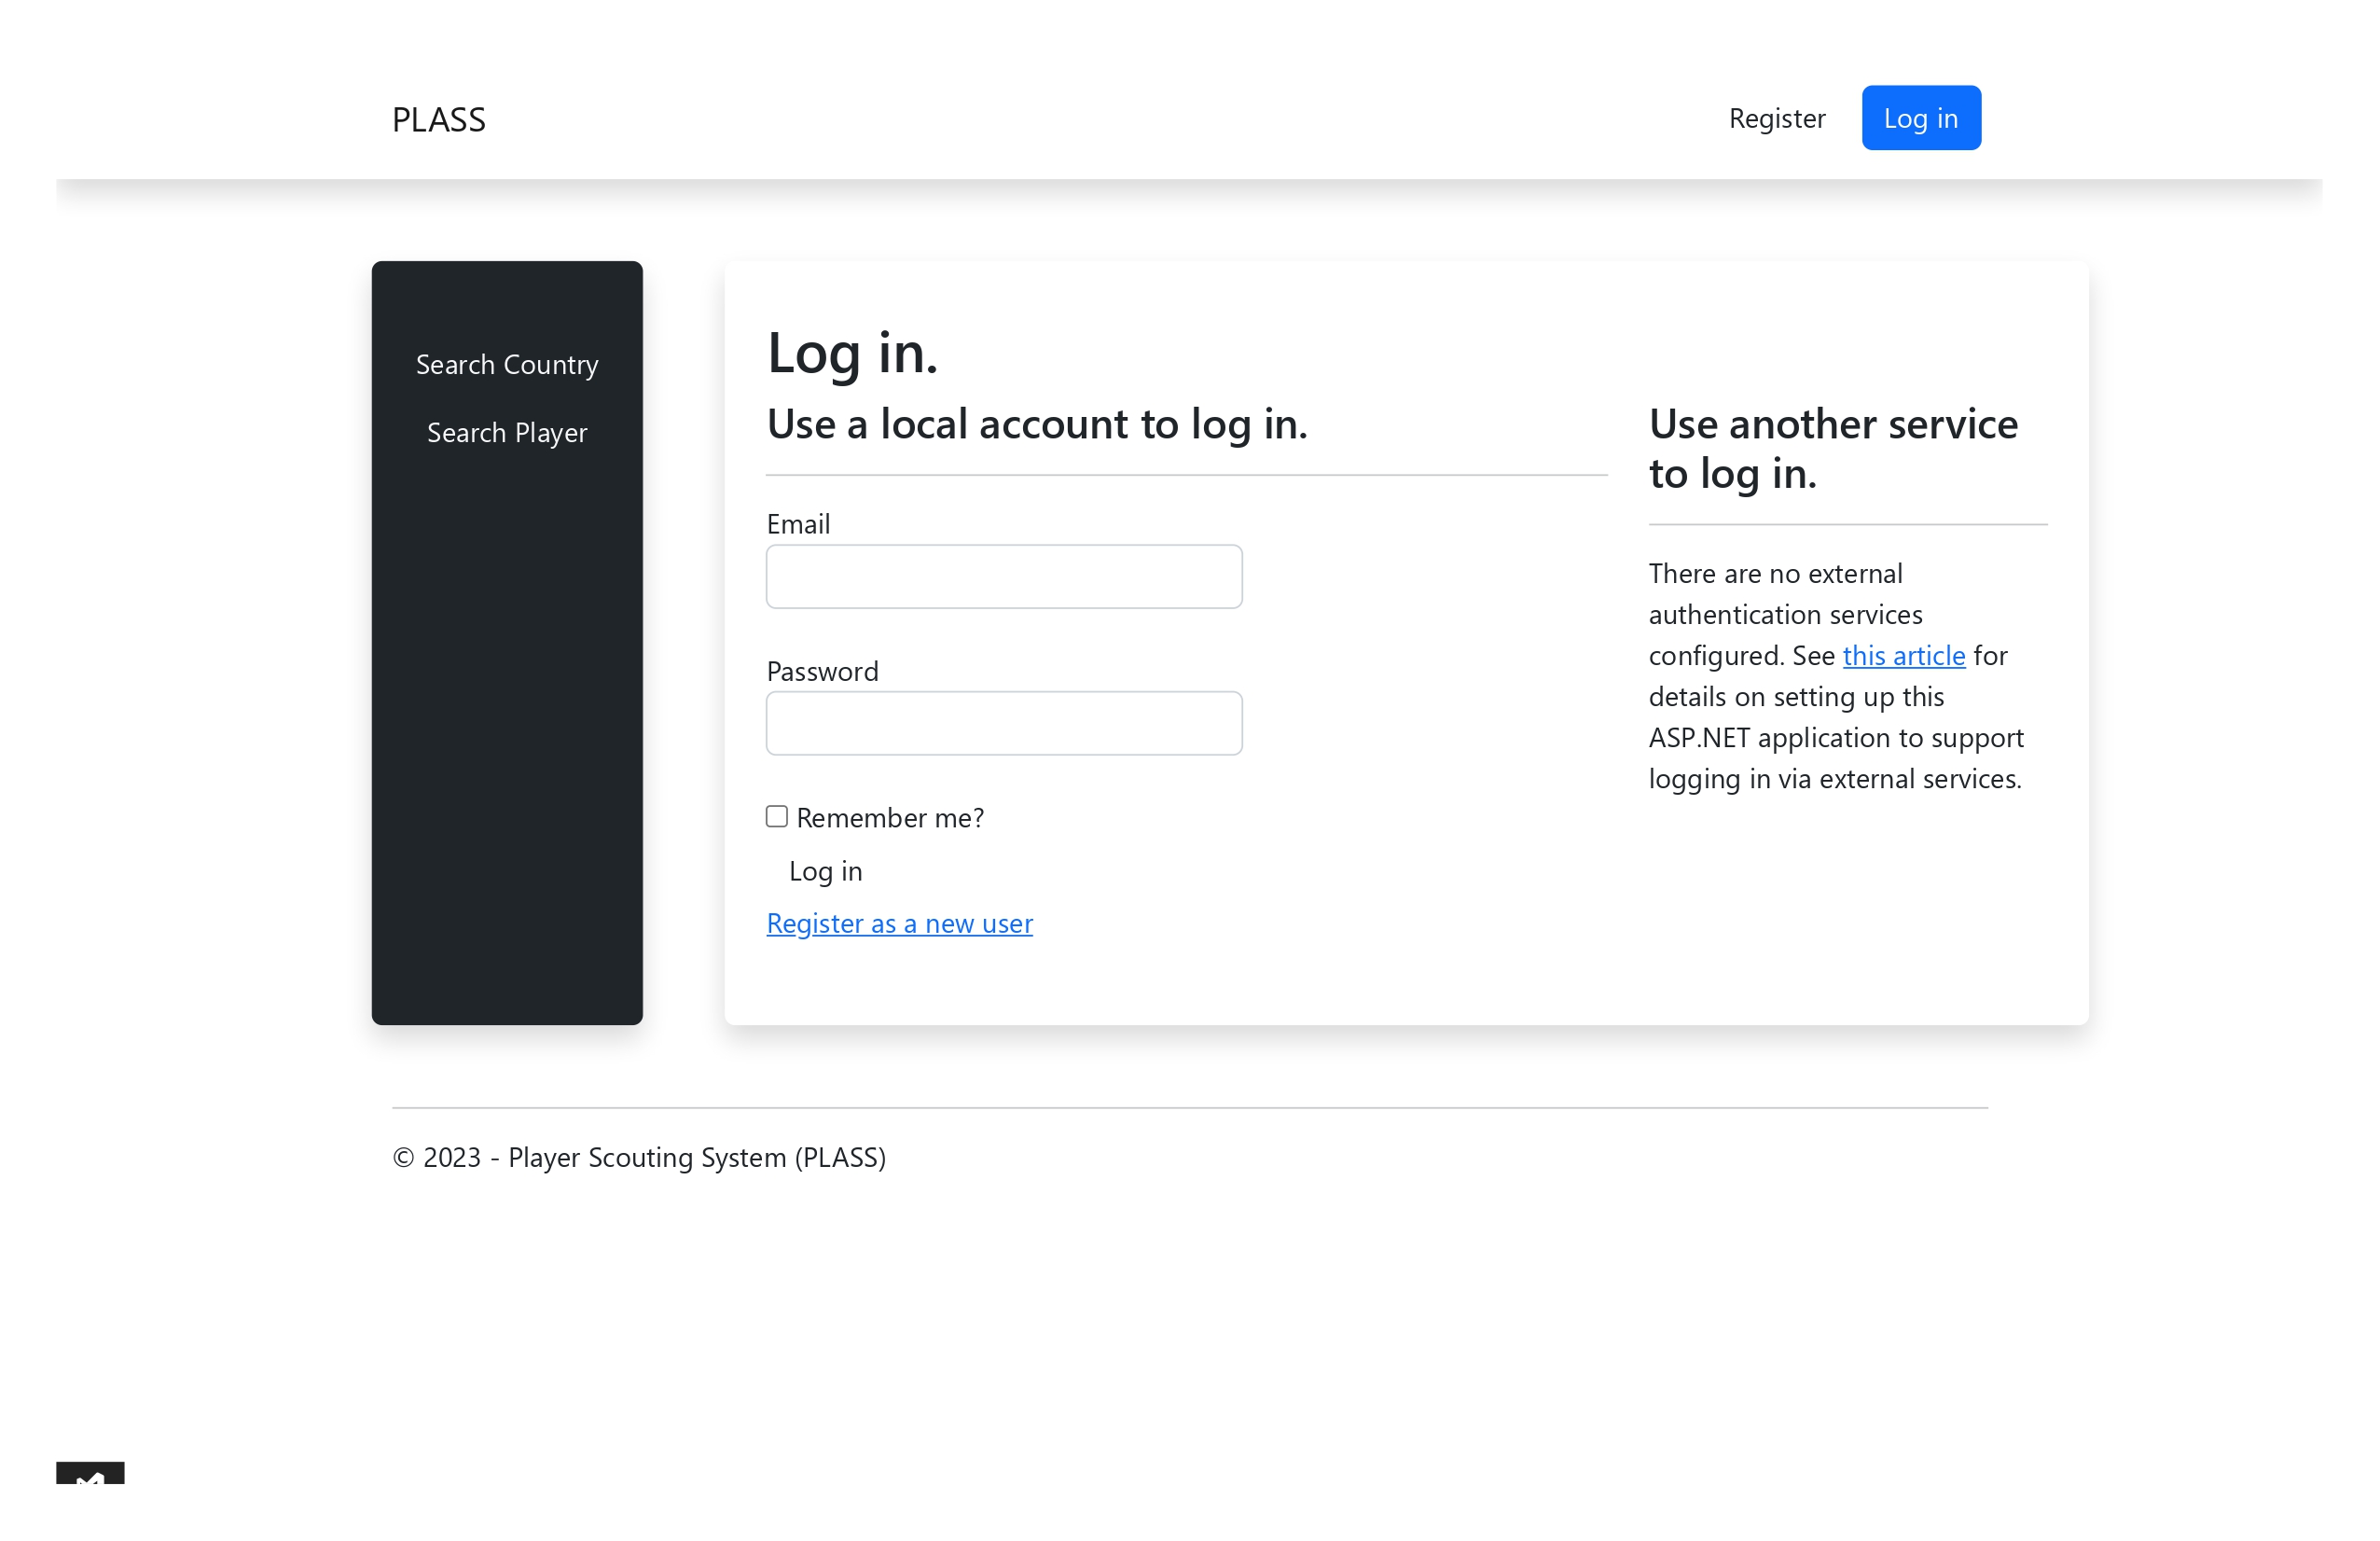 PLASS
Register
Log in
Search Country
Search Player
Log in.
Use a local account to log in.
Email
Password
Remember me?
Log in
Register as a new user
Use another service
to log in.
There are no external
authentication services
configured. See this article for
details on setting up this
ASP.NET application to support
logging in via external services.
© 2023 - Player Scouting System (PLASS)